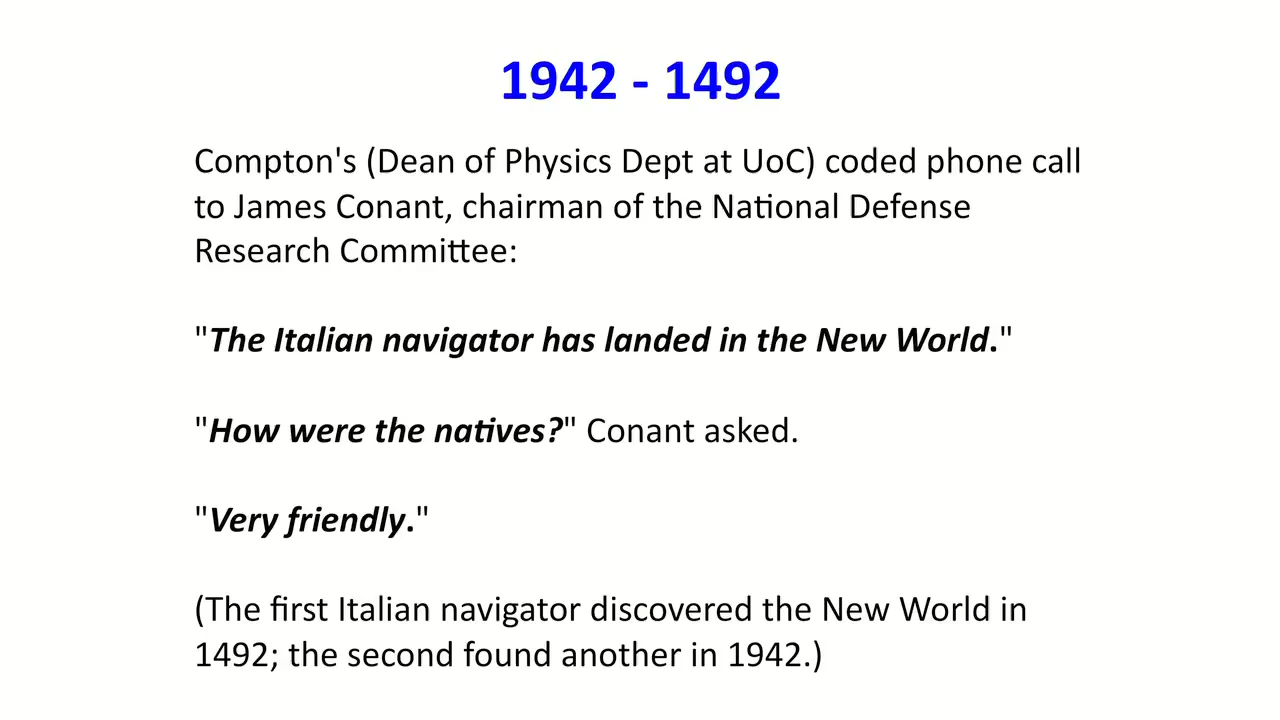 1942 - 1492
Compton's (Dean of Physics Dept at UoC) coded phone call
to James Conant, chairman of the National Defense
Research Committee:
"The Italian navigator has landed in the New World."
"How were the natives?" Conant asked.
"Very friendly."
(The first Italian navigator discovered the New World in
1492; the second found another in 1942.)